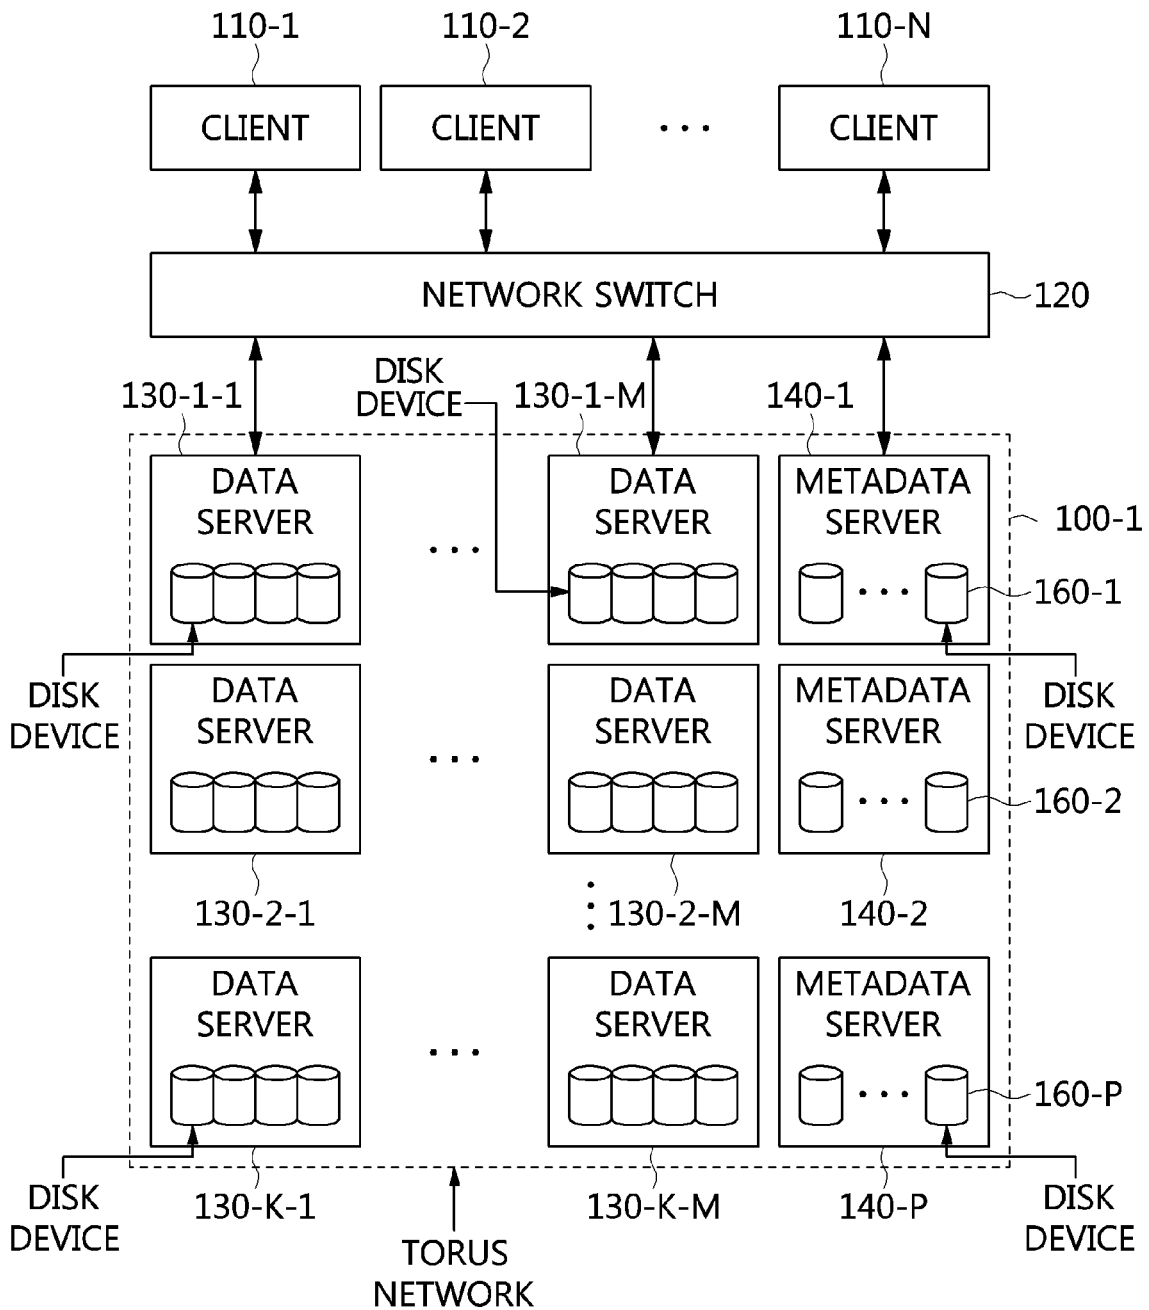 110-1
110-2
110-N
CLIENT
CLIENT
...
CLIENT
NETWORK SWITCH
120
130-1-1
DISK
DEVICE
130-1-M
140-1
DATA
SERVER
...
DATA
SERVER
METADATA
SERVER
...
100-1
160-1
DISK
DEVICE
DISK
DEVICE
DATA
SERVER
...
DATA
SERVER
METADATA
SERVER
...
160-2
130-2-1
130-2-M
140-2
...
DATA
SERVER
...
DATA
SERVER
METADATA
SERVER
...
160-P
DISK
DEVICE
130-K-1
130-K-M
140-P
DISK
DEVICE
TORUS
NETWORK